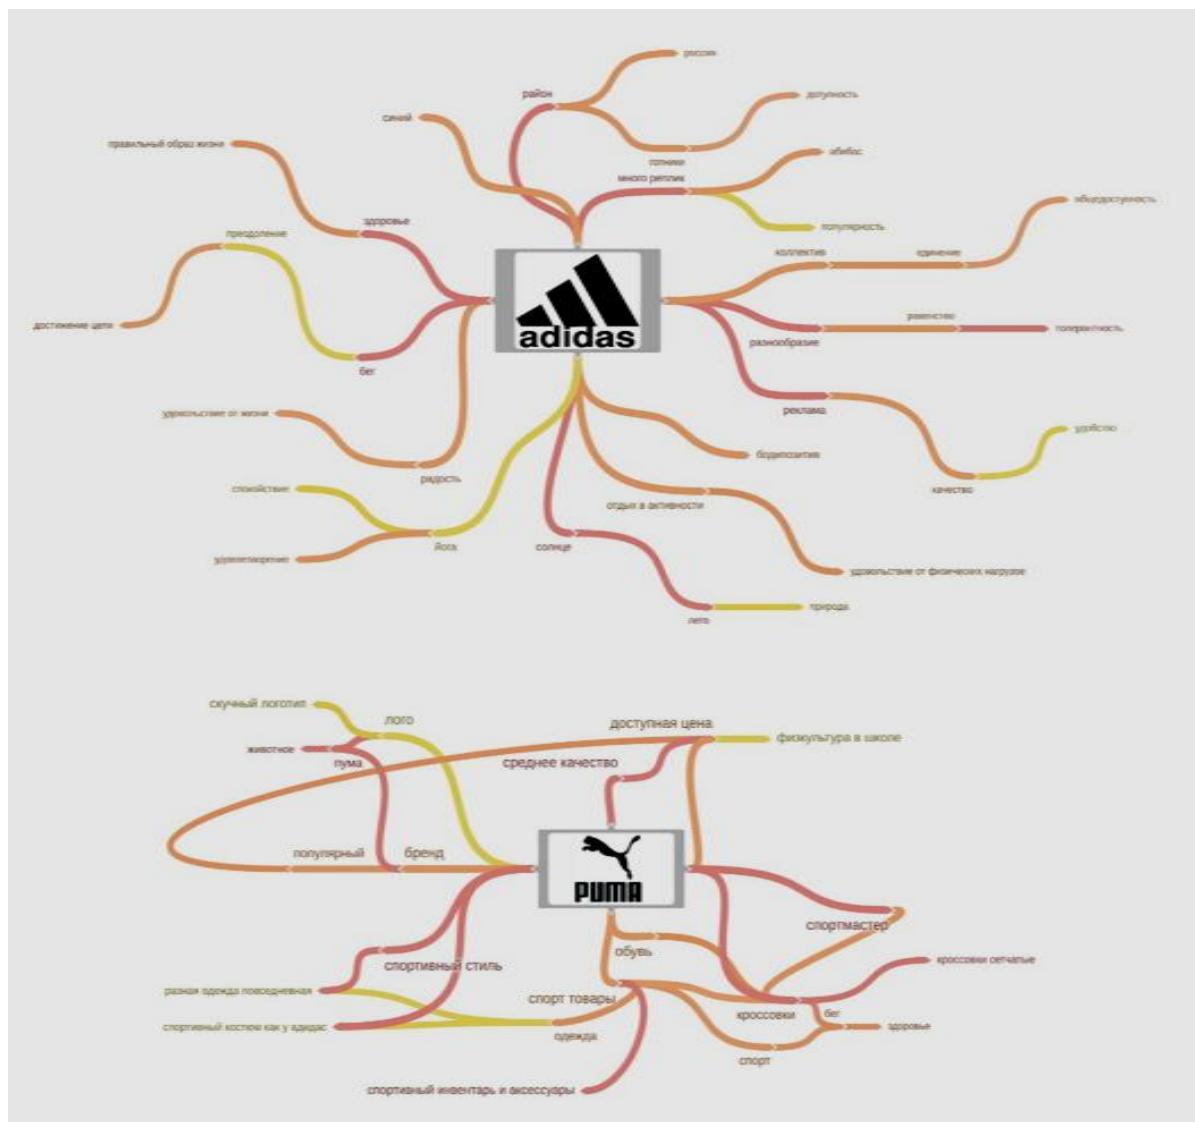 россия
район
дотупность
синий
гопники
абибас
правильный образ жизни
много реплик
общедоступность
здоровье
популярность
преодоление
коллектив
единение
adidas
равенство
достижение цели
разнообразие
толерантность
бег
реклама
удовольствие от жизни
удобство
бодипозитив
радость
спокойствие
качество
отдых в активности
йога
солнце
удовлетворение
удовольствие от физических нагрузое
природа
лето
скучный логотип
лого
доступная цена
физкультура в школе
животное
пума
среднее качество
популярный
бренд
PUMA
спортмастер
обувь
кроссовки сетчатые
спортивный стиль
разная одежда повседневная
спорт товары
кроссовки
бег
спортивный костюм как у адидас
здоровье
одежда
спорт
спортивный инвентарь и аксессуары